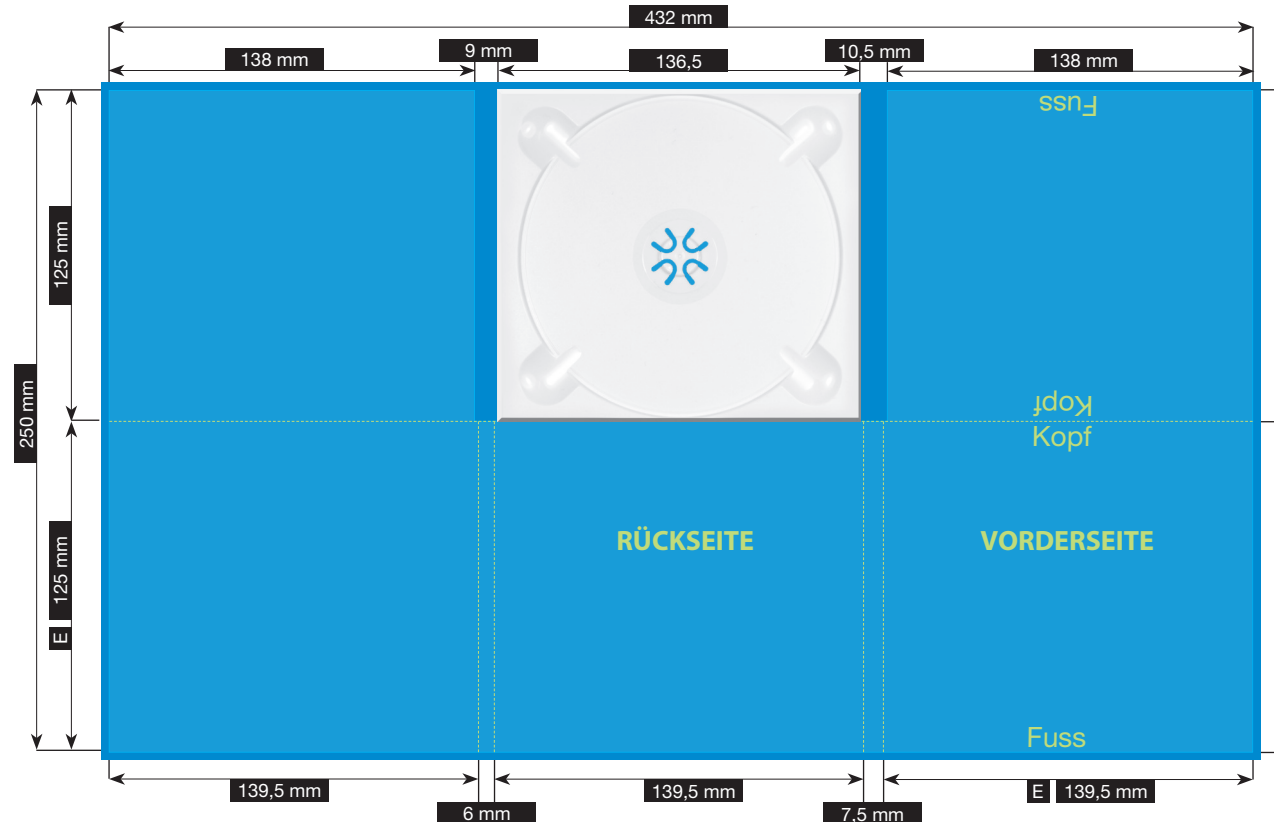 432 mm
138 mm
9 mm
136,5
10,5 mm
138 mm
Fuss
125 mm
250 mm
Kopf
Kopf
RÜCKSEITE
VORDERSEITE
E 125 mm
Fuss
139,5 mm
6 mm
139,5 mm
7,5 mm
E 139,5 mm